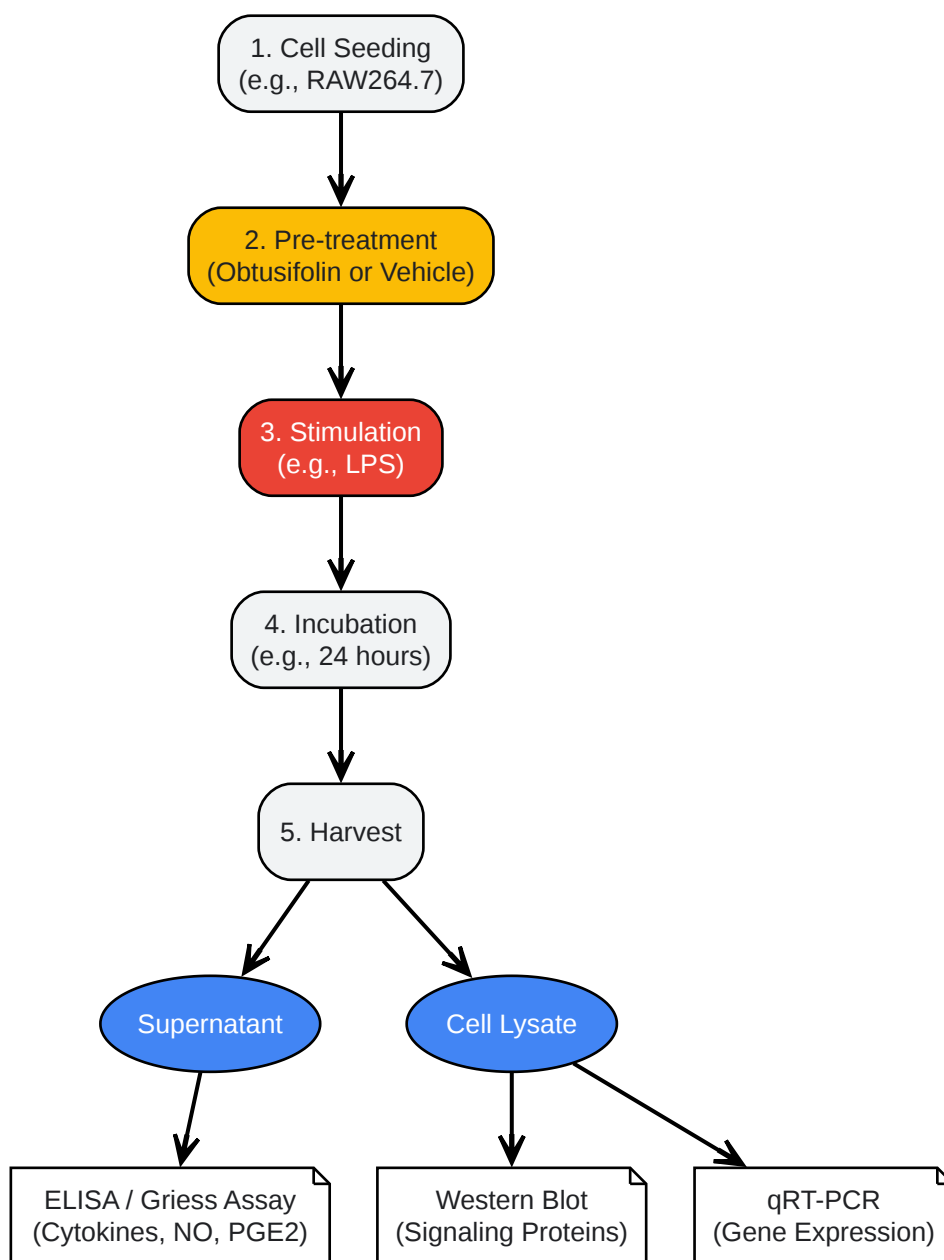 1. Cell Seeding
(e.g., RAW264.7)
2. Pre-treatment
(Obtusifolin or Vehicle)
3. Stimulation
(e.g., LPS)
4. Incubation
(e.g., 24 hours)
5. Harvest
Supernatant
Cell Lysate
ELISA / Griess Assay
(Cytokines, NO, PGE2)
Western Blot
(Signaling Proteins)
qRT-PCR
(Gene Expression)